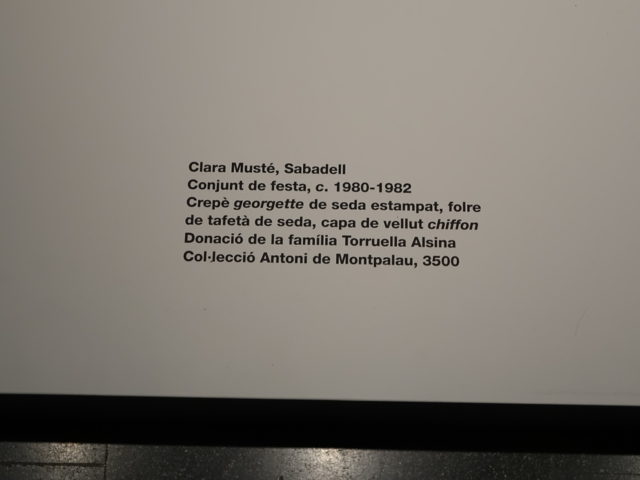 Clara Musté, Sabadell
Conjunt de festa, c. 1980-1982
Crepè georgette de seda estampat, folre
de tafetà de seda, capa de vellut chiffon
Donació de la família Torruella Alsina
Col·lecció Antoni de Montpalau, 3500